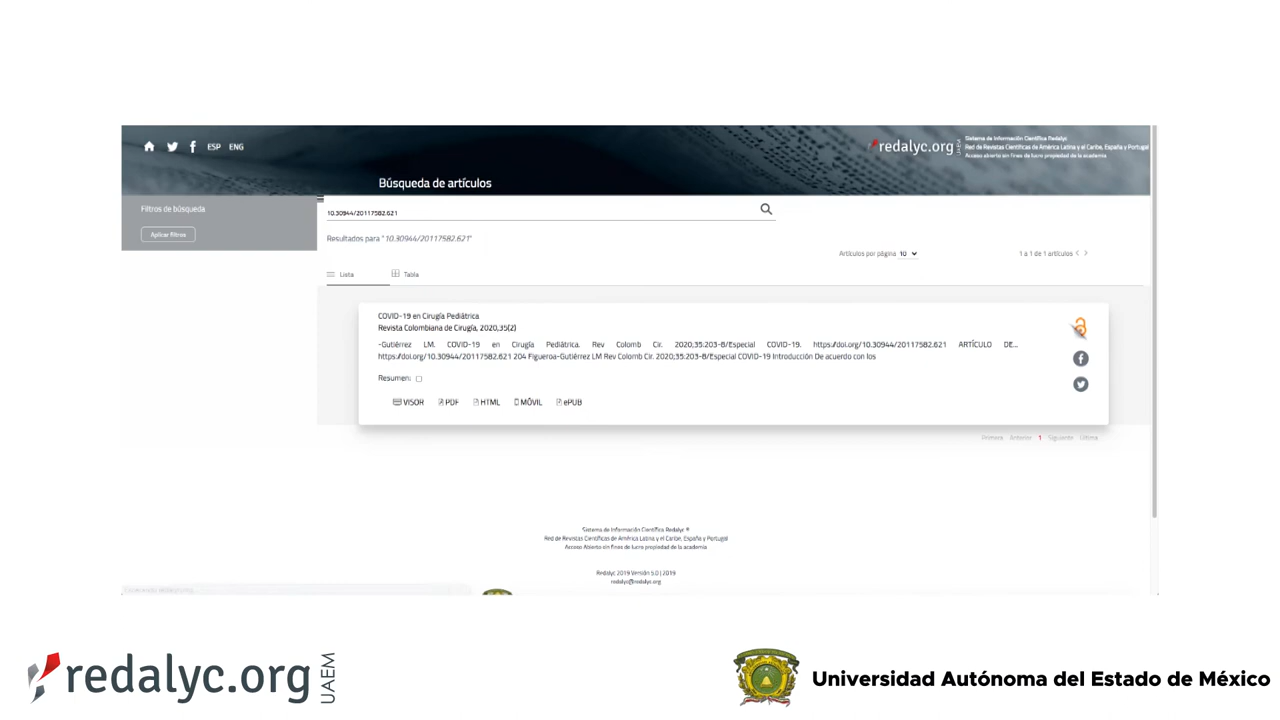 ESP ENG
redalyc.org UAEM
Sistema de Información Científica Redalyc
Red de Revistas Científicas de América Latina y el Caribe, España y Portugal
Acceso abierto sin fines de lucro propiedad de la academia
Búsqueda de artículos
Filtros de búsqueda
Aplicar filtros
10.30944/20117582.621
Resultados para "10.30944/20117582.621"
Artículos por página 10
1 a 1 de 1 artículos < >
Lista Tabla
COVID-19 en Cirugía Pediátrica
Revista Colombiana de Cirugía, 2020,35(2)
-Gutiérrez LM. COVID-19 en Cirugía Pediátrica. Rev Colomb Cir. 2020;35:203-8/Especial COVID-19. https://doi.org/10.30944/20117582.621 ARTÍCULO DE...
https://doi.org/10.30944/20117582.621 204 Figueroa-Gutiérrez LM Rev Colomb Cir. 2020;35:203-8/Especial COVID-19 Introducción De acuerdo con los
Resumen:
VISOR PDF HTML MÓVIL ePUB
Primera Anterior 1 Siguiente Última
Sistema de Información Científica Redalyc ®
Red de Revistas Científicas de América Latina y el Caribe, España y Portugal
Acceso Abierto sin fines de lucro propiedad de la academia
Redalyc 2019 Versión 5.0 | 2019
redalyc@redalyc.org
redalyc.org UAEM
Universidad Autónoma del Estado de México